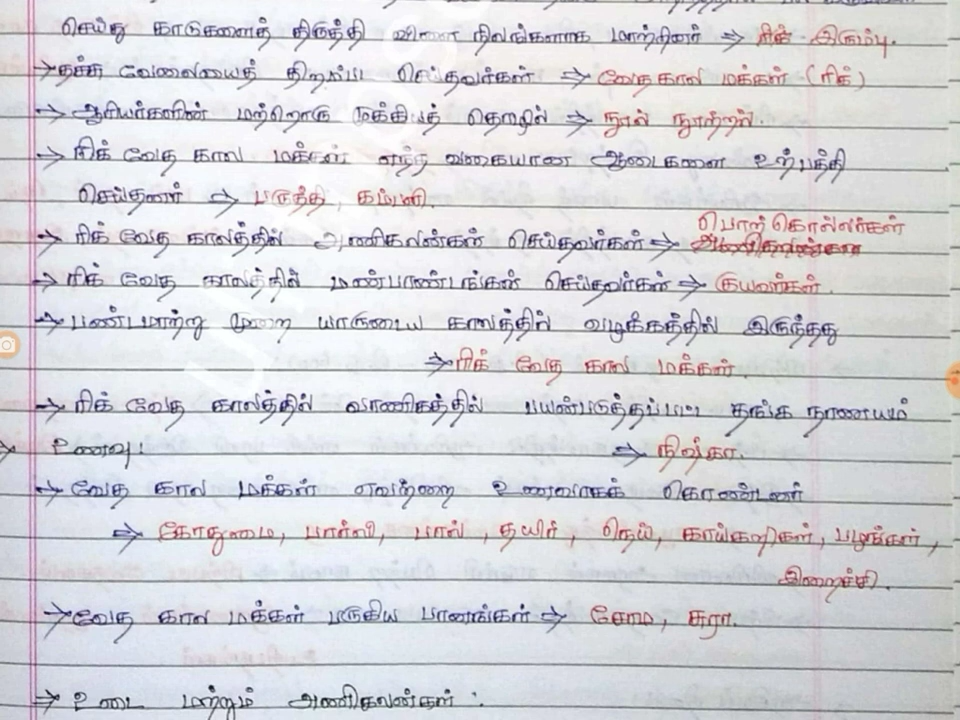 செய்து காடுகளைத் திருத்தி விளை நிலங்களாக மாற்றினர் ⇒ இரும்பு.
→ தச்சு வேலையைத் திறம்பட செய்தவர்கள் ⇒ வேதகால மக்கள் (ரிக்)
→ ஆரியர்களின் மற்றொரு முக்கியத் தொழில் ⇒ நூல் நூற்றல்.
→ ரிக் வேத கால மக்கள் எந்த வகையான ஆடைகளை உற்பத்தி
செய்தனர் ⇒ பருத்தி, கம்பளி.
பொற் கொல்லர்கள்
→ ரிக் வேத காலத்தில் அணிகலன்கள் செய்தவர்கள் ⇒
→ ரிக் வேத காலத்தில் மண்பாண்டங்கள் செய்தவர்கள் ⇒ குயவர்கள்.
→ பண்டமாற்று முறை யாருடைய காலத்தில் வழக்கத்தில் இருந்தது
⇒ ரிக் வேத கால மக்கள்.
→ ரிக் வேத காலத்தில் வாணிகத்தில் பயன்படுத்தப்பட்ட தங்க நாணயம்
உணவு: ⇒ நிஷ்கா.
→ வேத கால மக்கள் எவற்றை உணவாகக் கொண்டனர்
⇒ கோதுமை, பார்லி, பால், தயிர், நெய், காய்கறிகள், பழங்கள்,
இறைச்சி.
→ வேத கால மக்கள் பருகிய பானங்கள் ⇒ சோம, சுரா.
→ உடை மற்றும் அணிகலன்கள் :